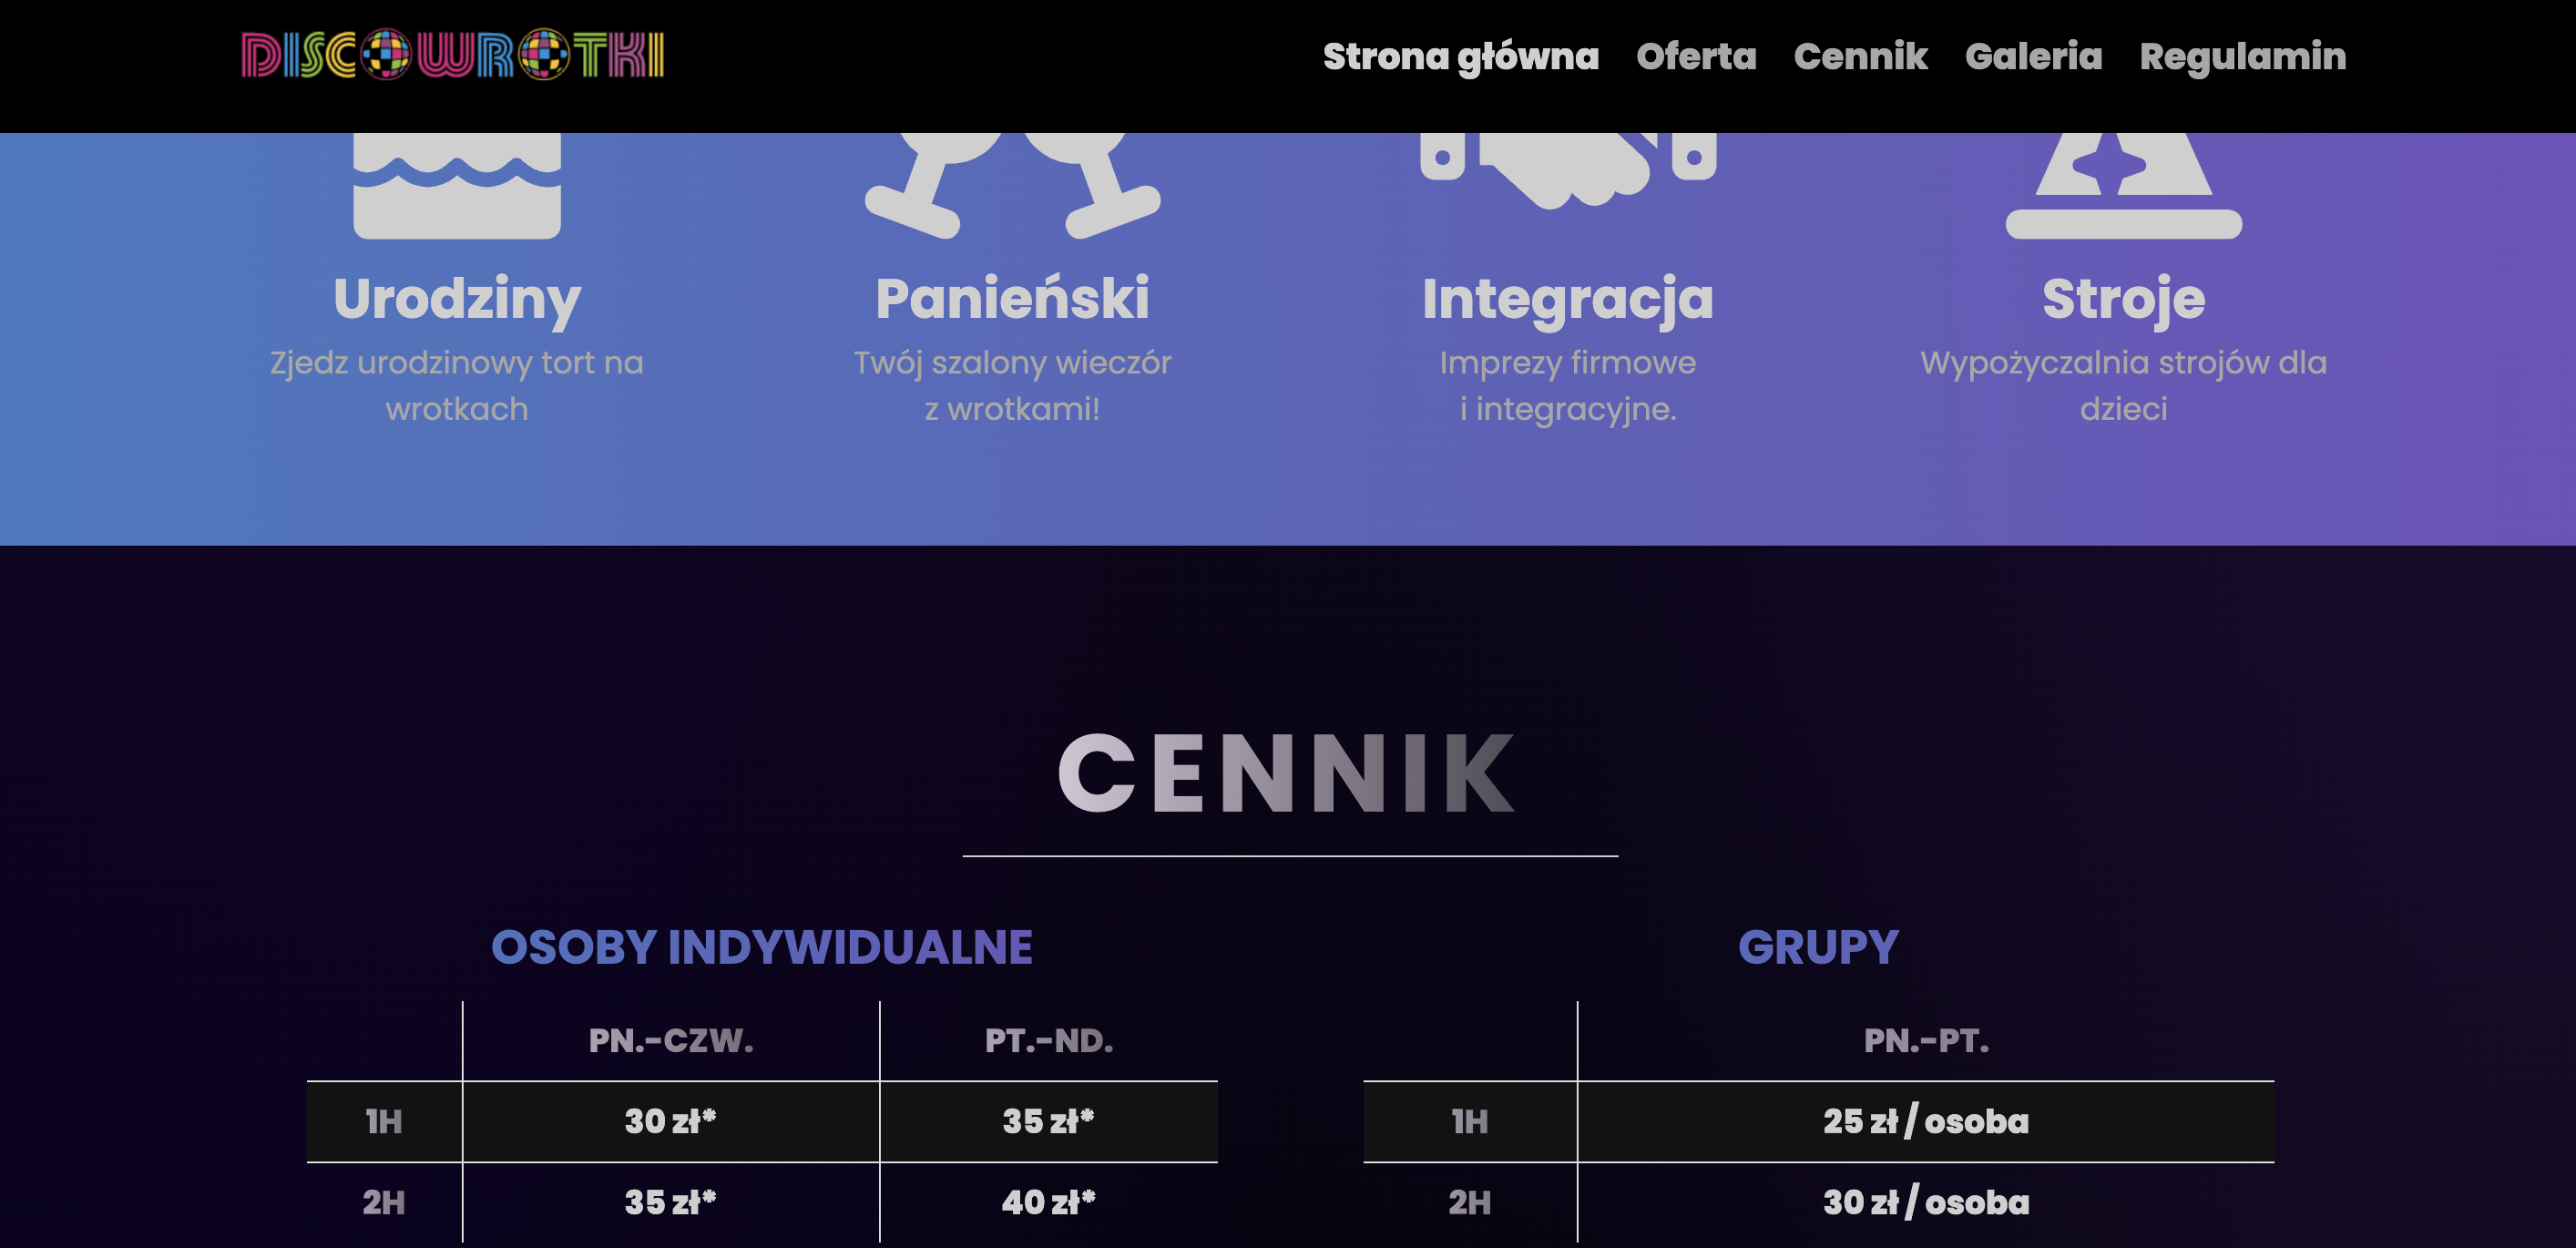 DISCOWROTKI
Strona główna Oferta Cennik Galeria Regulamin
Urodziny
Zjedz urodzinowy tort na
wrotkach
Panieński
Twój szalony wieczór
z wrotkami!
Integracja
Imprezy firmowe
i integracyjne.
Stroje
Wypożyczalnia strojów dla
dzieci
CENNIK
OSOBY INDYWIDUALNE
PN.-CZW. PT.-ND.
1H 30 zł* 35 zł*
2H 35 zł* 40 zł*
GRUPY
PN.-PT.
1H 25 zł / osoba
2H 30 zł / osoba